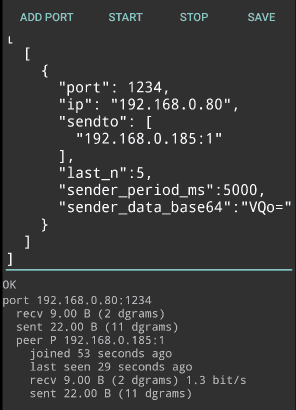 ADD PORT START STOP SAVE
[
  [
    {
      "port": 1234,
      "ip": "192.168.0.80",
      "sendto": [
        "192.168.0.185:1"
      ],
      "last_n":5,
      "sender_period_ms":5000,
      "sender_data_base64":"VQo="
    }
  ]
]
OK
port 192.168.0.80:1234
  recv 9.00 B (2 dgrams)
  sent 22.00 B (11 dgrams)
  peer P 192.168.0.185:1
    joined 53 seconds ago
    last seen 29 seconds ago
    recv 9.00 B (2 dgrams) 1.3 bit/s
    sent 22.00 B (11 dgrams)